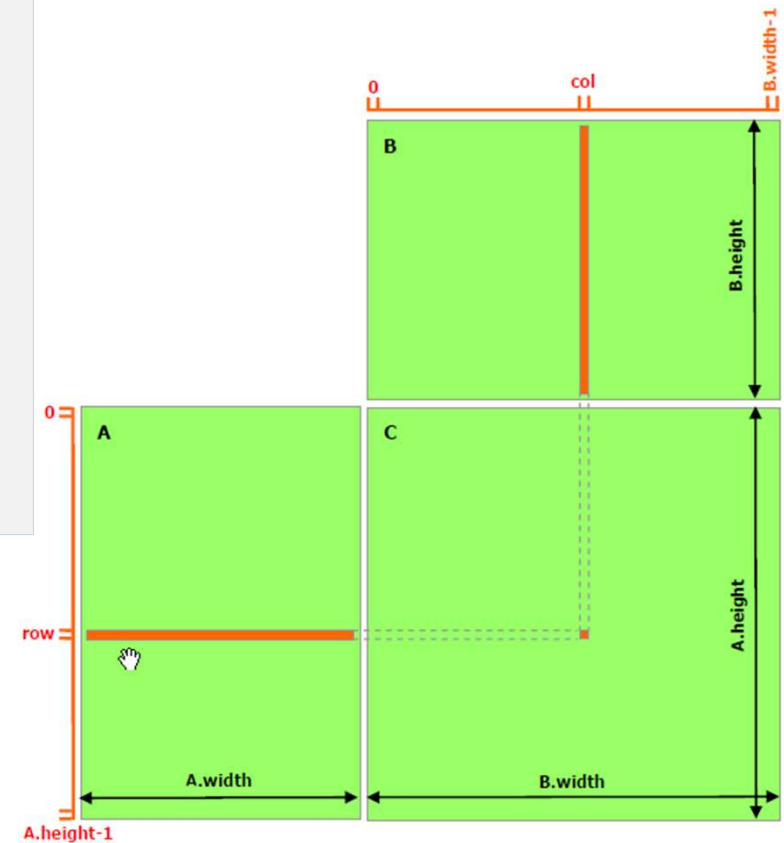 B.width-1
0
col
B
B.height
0
A
C
row
A.height
A.width
B.width
A.height-1